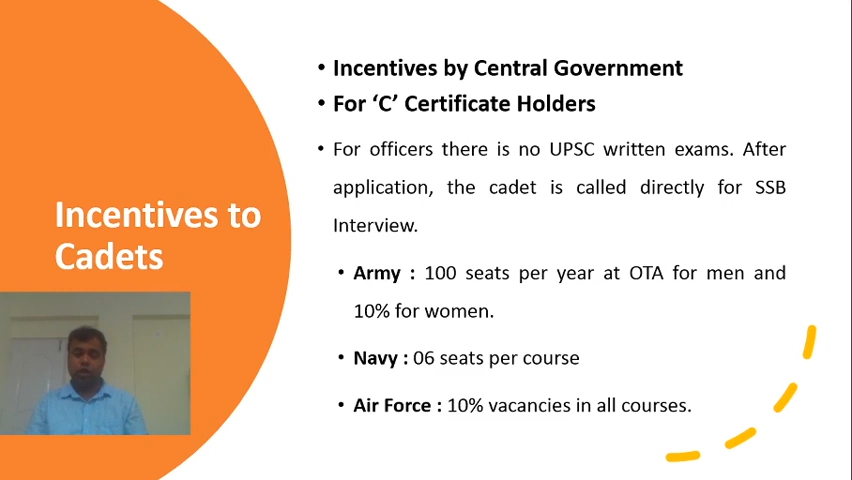 Incentives to
Cadets
• Incentives by Central Government
• For ‘C’ Certificate Holders
• For officers there is no UPSC written exams. After
application, the cadet is called directly for SSB
Interview.
• Army : 100 seats per year at OTA for men and
10% for women.
• Navy : 06 seats per course
• Air Force : 10% vacancies in all courses.